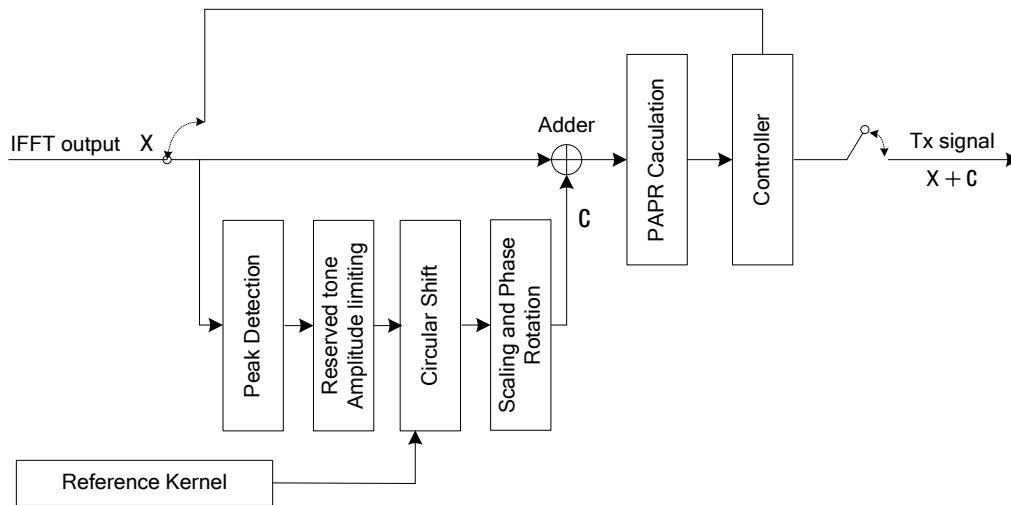 IFFT output
X
Adder
C
PAPR Caculation
Controller
Tx signal
X + C
Peak Detection
Reserved tone
Amplitude limiting
Circular Shift
Scaling and Phase
Rotation
Reference Kernel